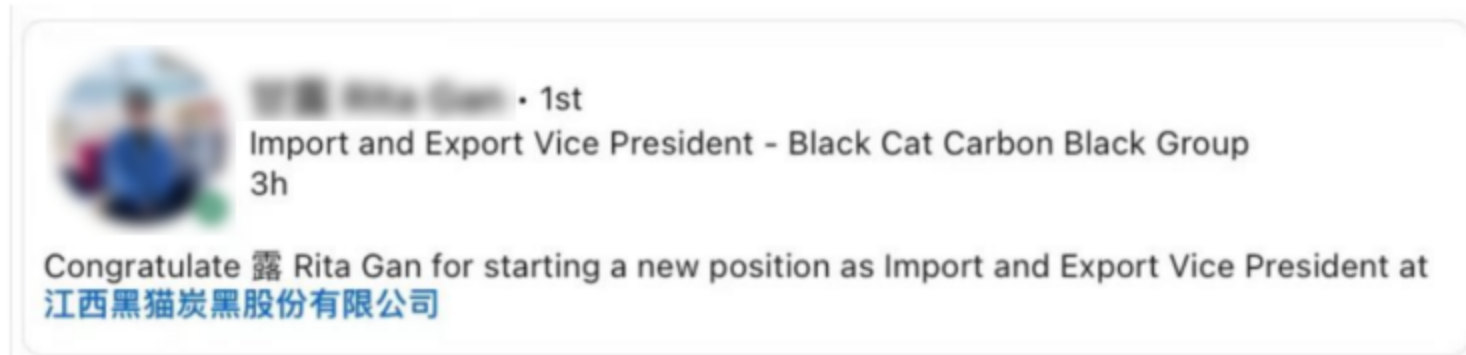 • 1st
Import and Export Vice President - Black Cat Carbon Black Group
3h
Congratulate 露 Rita Gan for starting a new position as Import and Export Vice President at
江西黑猫炭黑股份有限公司